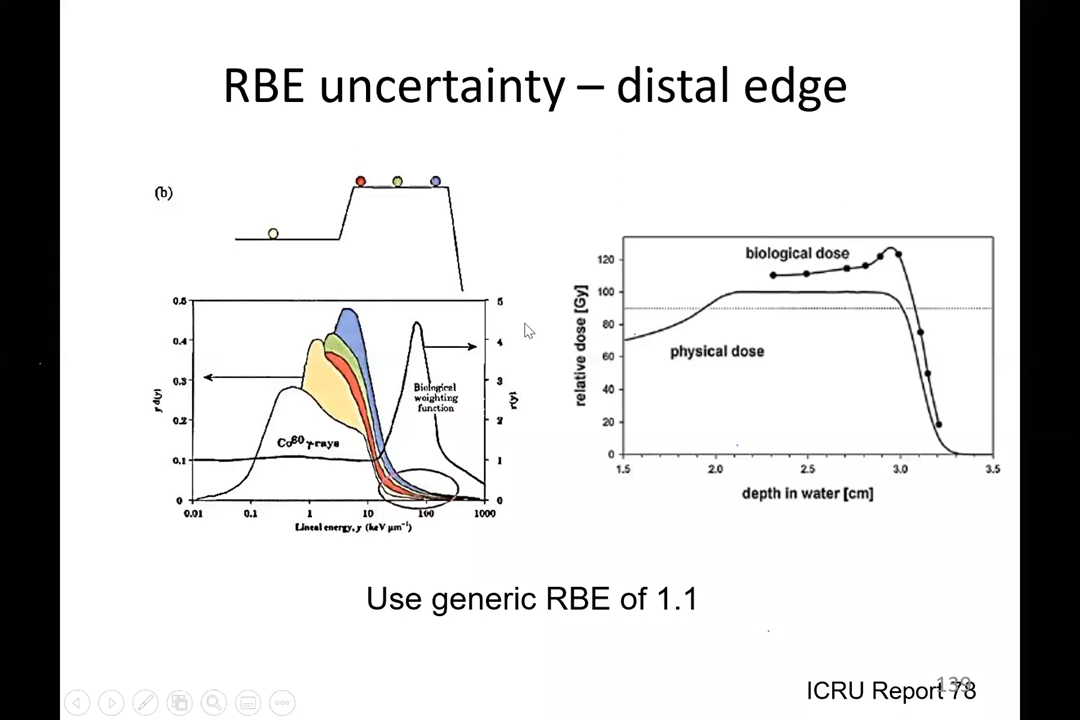 RBE uncertainty – distal edge
(b)
0.5
0.4
0.3
0.2
0.1
0
y d(y)
5
4
3
2
1
0
r(y)
Biological
weighting
function
Co60 γ-rays
0.01 0.1 1 10 100 1000
Lineal energy, y (keV μm-1)
biological dose
physical dose
120
100
80
60
40
20
0
relative dose [Gy]
1.5 2.0 2.5 3.0 3.5
depth in water [cm]
Use generic RBE of 1.1
ICRU Report 78
139